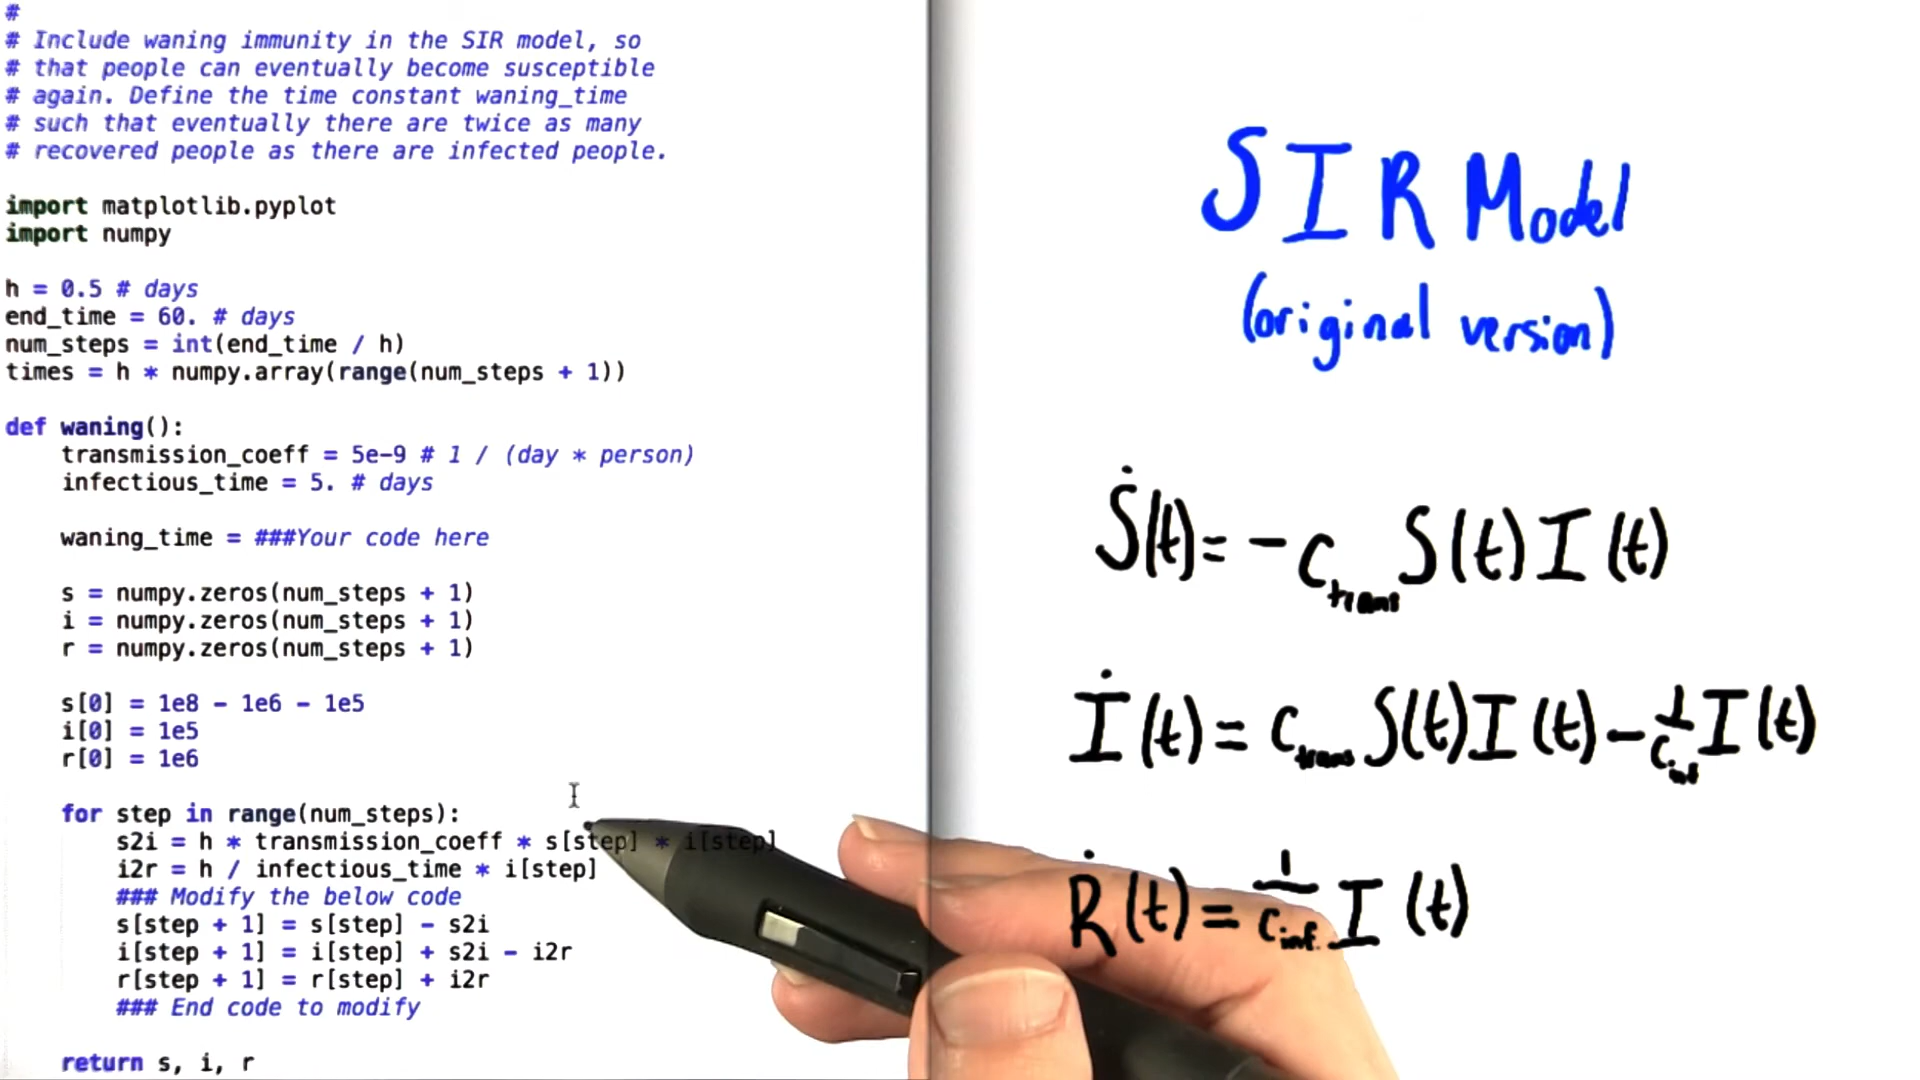 #
# Include waning immunity in the SIR model, so
# that people can eventually become susceptible
# again. Define the time constant waning_time
# such that eventually there are twice as many
# recovered people as there are infected people.
import matplotlib.pyplot
import numpy
h = 0.5 # days
end_time = 60. # days
num_steps = int(end_time / h)
times = h * numpy.array(range(num_steps + 1))
def waning():
    transmission_coeff = 5e-9 # 1 / (day * person)
    infectious_time = 5. # days
    waning_time = ###Your code here
    s = numpy.zeros(num_steps + 1)
    i = numpy.zeros(num_steps + 1)
    r = numpy.zeros(num_steps + 1)
    s[0] = 1e8 - 1e6 - 1e5
    i[0] = 1e5
    r[0] = 1e6
    for step in range(num_steps):
        s2i = h * transmission_coeff * s[step] * i[step]
        i2r = h / infectious_time * i[step]
        ### Modify the below code
        s[step + 1] = s[step] - s2i
        i[step + 1] = i[step] + s2i - i2r
        r[step + 1] = r[step] + i2r
        ### End code to modify
    return s, i, r
SIR Model
(original version)
Ṡ(t) = -c_trans S(t) I(t)
İ(t) = c_trans S(t) I(t) - 1/c_inf I(t)
Ṙ(t) = 1/c_inf. I(t)